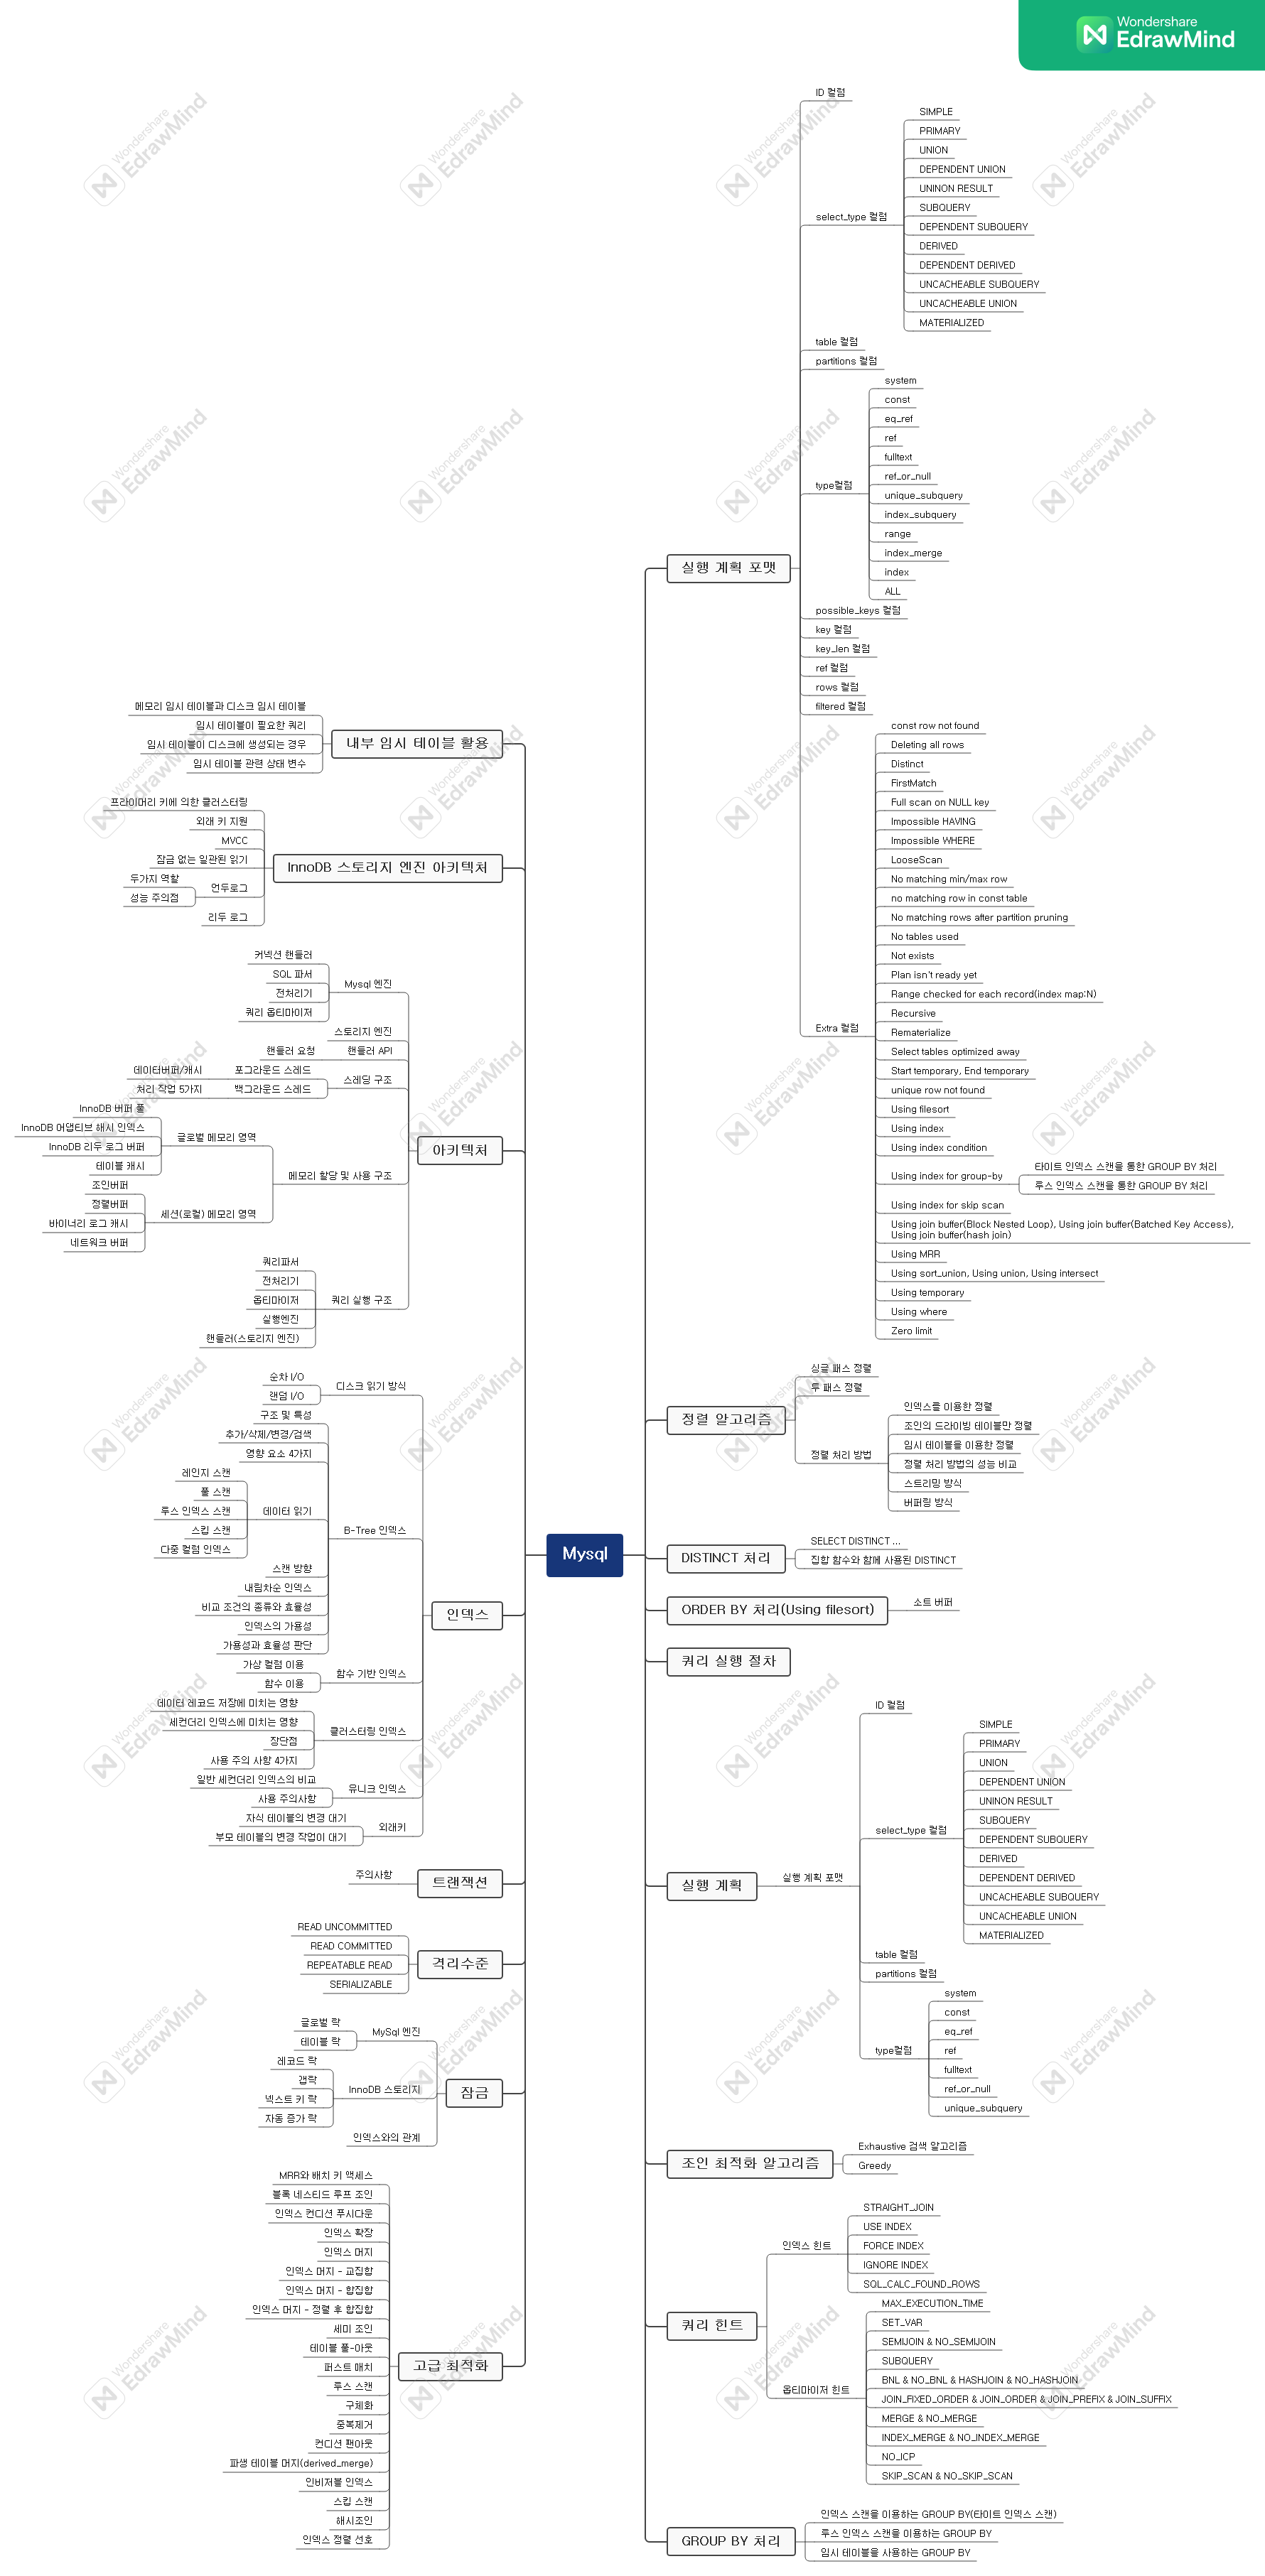 Wondershare
EdrawMind
Mysql
실행 계획 포맷
ID 컬럼
select_type 컬럼
SIMPLE
PRIMARY
UNION
DEPENDENT UNION
UNINON RESULT
SUBQUERY
DEPENDENT SUBQUERY
DERIVED
DEPENDENT DERIVED
UNCACHEABLE SUBQUERY
UNCACHEABLE UNION
MATERIALIZED
table 컬럼
partitions 컬럼
type컬럼
system
const
eq_ref
ref
fulltext
ref_or_null
unique_subquery
index_subquery
range
index_merge
index
ALL
possible_keys 컬럼
key 컬럼
key_len 컬럼
ref 컬럼
rows 컬럼
filtered 컬럼
Extra 컬럼
const row not found
Deleting all rows
Distinct
FirstMatch
Full scan on NULL key
Impossible HAVING
Impossible WHERE
LooseScan
No matching min/max row
no matching row in const table
No matching rows after partition pruning
No tables used
Not exists
Plan isn't ready yet
Range checked for each record(index map:N)
Recursive
Rematerialize
Select tables optimized away
Start temporary, End temporary
unique row not found
Using filesort
Using index
Using index condition
Using index for group-by
타이트 인덱스 스캔을 통한 GROUP BY 처리
루스 인덱스 스캔을 통한 GROUP BY 처리
Using index for skip scan
Using join buffer(Block Nested Loop), Using join buffer(Batched Key Access),
Using join buffer(hash join)
Using MRR
Using sort_union, Using union, Using intersect
Using temporary
Using where
Zero limit
정렬 알고리즘
싱글 패스 정렬
투 패스 정렬
정렬 처리 방법
인덱스를 이용한 정렬
조인의 드라이빙 테이블만 정렬
임시 테이블을 이용한 정렬
정렬 처리 방법의 성능 비교
스트리밍 방식
버퍼링 방식
DISTINCT 처리
SELECT DISTINCT ...
집합 함수와 함께 사용된 DISTINCT
ORDER BY 처리(Using filesort)
소트 버퍼
쿼리 실행 절차
실행 계획
실행 계획 포맷
ID 컬럼
select_type 컬럼
SIMPLE
PRIMARY
UNION
DEPENDENT UNION
UNINON RESULT
SUBQUERY
DEPENDENT SUBQUERY
DERIVED
DEPENDENT DERIVED
UNCACHEABLE SUBQUERY
UNCACHEABLE UNION
MATERIALIZED
table 컬럼
partitions 컬럼
type컬럼
system
const
eq_ref
ref
fulltext
ref_or_null
unique_subquery
조인 최적화 알고리즘
Exhaustive 검색 알고리즘
Greedy
쿼리 힌트
인덱스 힌트
STRAIGHT_JOIN
USE INDEX
FORCE INDEX
IGNORE INDEX
SQL_CALC_FOUND_ROWS
옵티마이저 힌트
MAX_EXECUTION_TIME
SET_VAR
SEMIJOIN & NO_SEMIJOIN
SUBQUERY
BNL & NO_BNL & HASHJOIN & NO_HASHJOIN
JOIN_FIXED_ORDER & JOIN_ORDER & JOIN_PREFIX & JOIN_SUFFIX
MERGE & NO_MERGE
INDEX_MERGE & NO_INDEX_MERGE
NO_ICP
SKIP_SCAN & NO_SKIP_SCAN
GROUP BY 처리
인덱스 스캔을 이용하는 GROUP BY(타이트 인덱스 스캔)
루스 인덱스 스캔을 이용하는 GROUP BY
임시 테이블을 사용하는 GROUP BY
내부 임시 테이블 활용
메모리 임시 테이블과 디스크 임시 테이블
임시 테이블이 필요한 쿼리
임시 테이블이 디스크에 생성되는 경우
임시 테이블 관련 상태 변수
InnoDB 스토리지 엔진 아키텍처
프라이머리 키에 의한 클러스터링
외래 키 지원
MVCC
잠금 없는 일관된 읽기
언두로그
두가지 역할
성능 주의점
리두 로그
아키텍처
Mysql 엔진
커넥션 핸들러
SQL 파서
전처리기
쿼리 옵티마이저
스토리지 엔진
핸들러 API
핸들러 요청
스레딩 구조
포그라운드 스레드
데이터버퍼/캐시
백그라운드 스레드
처리 작업 5가지
메모리 할당 및 사용 구조
글로벌 메모리 영역
InnoDB 버퍼 풀
InnoDB 어댑티브 해시 인덱스
InnoDB 리두 로그 버퍼
테이블 캐시
세션(로컬) 메모리 영역
조인버퍼
정렬버퍼
바이너리 로그 캐시
네트워크 버퍼
쿼리 실행 구조
쿼리파서
전처리기
옵티마이저
실행엔진
핸들러(스토리지 엔진)
인덱스
디스크 읽기 방식
순차 I/O
랜덤 I/O
B-Tree 인덱스
구조 및 특성
추가/삭제/변경/검색
영향 요소 4가지
데이터 읽기
레인지 스캔
풀 스캔
루스 인덱스 스캔
스킵 스캔
다중 컬럼 인덱스
스캔 방향
내림차순 인덱스
비교 조건의 종류와 효율성
인덱스의 가용성
가용성과 효율성 판단
함수 기반 인덱스
가상 컬럼 이용
함수 이용
클러스터링 인덱스
데이터 레코드 저장에 미치는 영향
세컨더리 인덱스에 미치는 영향
장단점
사용 주의 사항 4가지
유니크 인덱스
일반 세컨더리 인덱스의 비교
사용 주의사항
외래키
자식 테이블의 변경 대기
부모 테이블의 변경 작업이 대기
트랜잭션
주의사항
격리수준
READ UNCOMMITTED
READ COMMITTED
REPEATABLE READ
SERIALIZABLE
잠금
MySql 엔진
글로벌 락
테이블 락
InnoDB 스토리지
레코드 락
갭락
넥스트 키 락
자동 증가 락
인덱스와의 관계
고급 최적화
MRR와 배치 키 액세스
블록 네스티드 루프 조인
인덱스 컨디션 푸시다운
인덱스 확장
인덱스 머지
인덱스 머지 - 교집합
인덱스 머지 - 합집합
인덱스 머지 - 정렬 후 합집합
세미 조인
테이블 풀-아웃
퍼스트 매치
루스 스캔
구체화
중복제거
컨디션 팬아웃
파생 테이블 머지(derived_merge)
인비저블 인덱스
스킵 스캔
해시조인
인덱스 정렬 선호